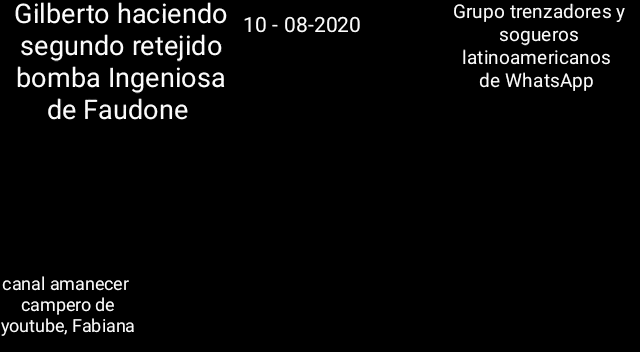 Gilberto haciendo
segundo retejido
bomba Ingeniosa
de Faudone
10 - 08-2020
Grupo trenzadores y
sogueros
latinoamericanos
de WhatsApp
canal amanecer
campero de
youtube, Fabiana